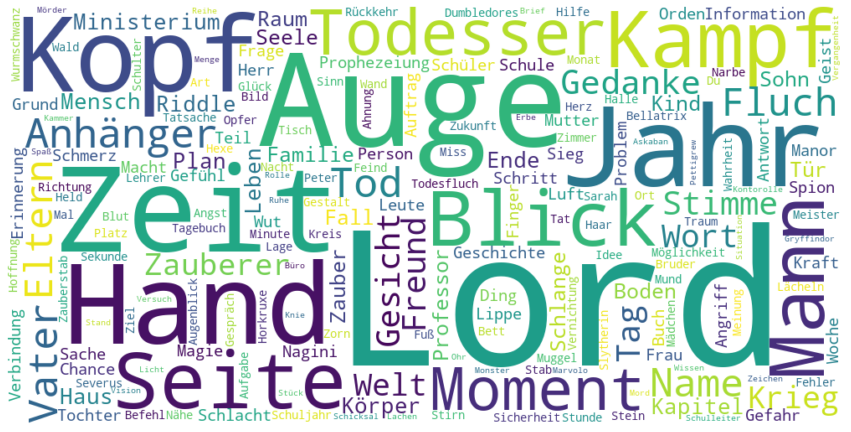 Mörder
Reihe
Rückkehr
Dumbledores
Brief
Hilfe
Orden
Information
Wurmschwanz
Kopf
Ministerium
Raum
Todesser
Kampf
Vergangenheit
Wald
Schulter
Menge
Frage
Seele
Prophezeiung
Schüler
Schule
Monat
Du
Narbe
Geist
Grund
Mensch
Art
Herr
Glück
Bild
Auge
Ahnung
Sinn
Wand
Auftrag
Gedanke
Sohn
Riddle
Kammer
Tatsache
Opfer
Tisch
Zukunft
Herz
Halle
Kind
Bellatrix
Fluch
Anhänger
Teil
Hexe
Erbe
Mutter
Zimmer
Jahr
Askaban
Pettigrew
Problem
Wahrheit
Antwort
Manor
Tür
Spaß
Schmerz
Macht
Plan
Nacht
Familie
Person
Miss
Ende
Sieg
Kontorolle
Erinnerung
Richtung
Lehrer
Gefühl
Leben
Rolle
Peter
Feind
Todesfluch
Schritt
Held
Zeit
Tod
Luft
Sarah
Ort
Spion
Mal
Blut
Angst
Wut
Ruhe
Gestalt
Leute
Blick
Finger
Tat
Haar
Traum
Stimme
Meister
Hoffnung
Eltern
Platz
Tagebuch
Minute
Kreis
Fall
Gesicht
Freund
Gryffindor
Sekunde
Lage
Geschichte
Idee
Möglichkeit
Wort
Situation
Mann
Kraft
Zauberstab
Zauberer
Büro
Augenblick
Gespräch
Horkruxe
Zauber
Professor
Ding
Schlange
Vernichtung
Boden
Bruder
Mund
Buch
Mädchen
Angriff
Meinung
Lächeln
Verbindung
Vater
Hand
Ziel
Versuch
Knie
Zorn
Fuß
Lord
Lippe
Bett
Slytherin
Tag
Woche
Stand
Sache
Magie
Nagini
Ohr
Muggel
Frau
Chance
Severus
Licht
Aufgabe
Welt
Monster
Marvolo
Stab
Wissen
Zeichen
Fehler
Haus
Seite
Vision
Stück
Körper
Moment
Name
Krieg
Mord
Tochter
Befehl
Nähe
Schlacht
Schuljahr
Schicksal
Lachen
Stirn
Sicherheit
Stunde
Stein
Kapitel
Schulleiter
Gefahr